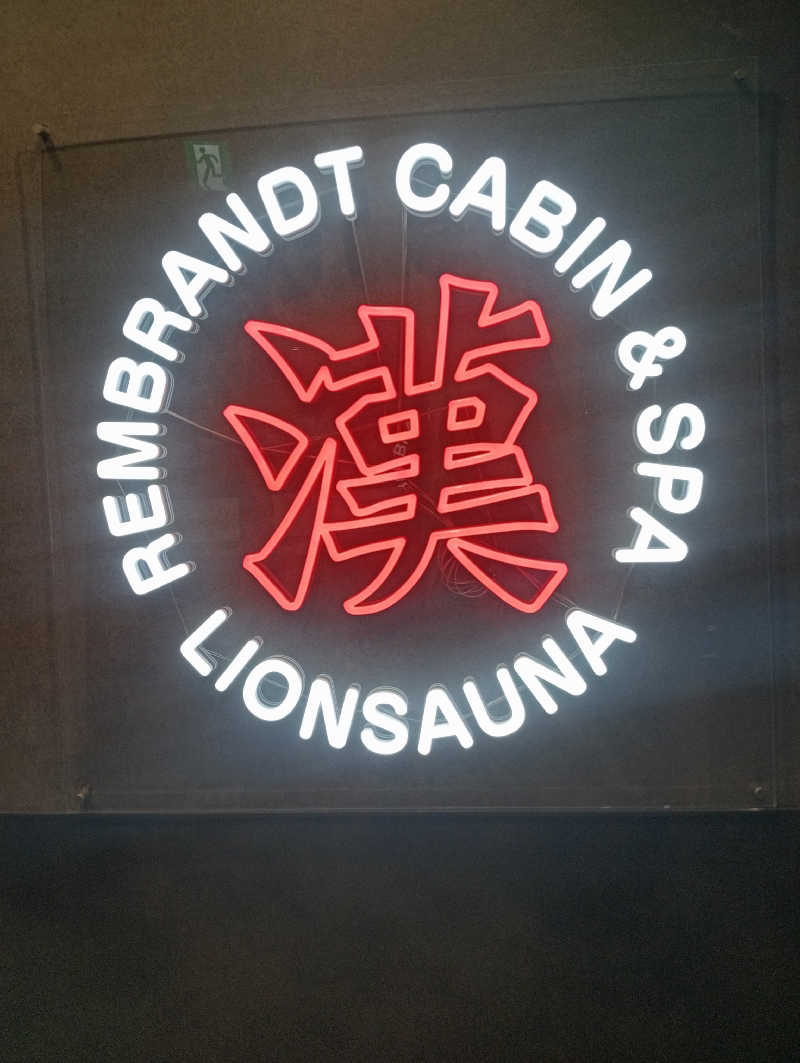 REMBRANDT CABIN & SPA
漢
LIONSAUNA